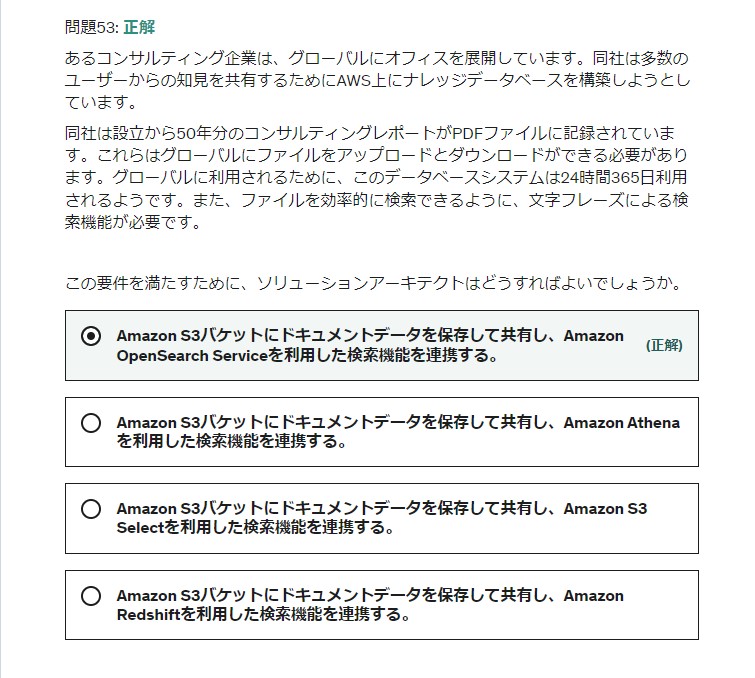 問題53: 正解
あるコンサルティング企業は、グローバルにオフィスを展開しています。同社は多数の
ユーザーからの知見を共有するためにAWS上にナレッジデータベースを構築しようとし
ています。
同社は設立から50年分のコンサルティングレポートがPDFファイルに記録されていま
す。これらはグローバルにファイルをアップロードとダウンロードができる必要があり
ます。グローバルに利用されるために、このデータベースシステムは24時間365日利用
されるようです。また、ファイルを効率的に検索できるように、文字フレーズによる検
索機能が必要です。
この要件を満たすために、ソリューションアーキテクトはどうすればよいでしょうか。
Amazon S3バケットにドキュメントデータを保存して共有し、Amazon
OpenSearch Serviceを利用した検索機能を連携する。
(正解)
Amazon S3バケットにドキュメントデータを保存して共有し、Amazon Athena
を利用した検索機能を連携する。
Amazon S3バケットにドキュメントデータを保存して共有し、Amazon S3
Selectを利用した検索機能を連携する。
Amazon S3バケットにドキュメントデータを保存して共有し、Amazon
Redshiftを利用した検索機能を連携する。